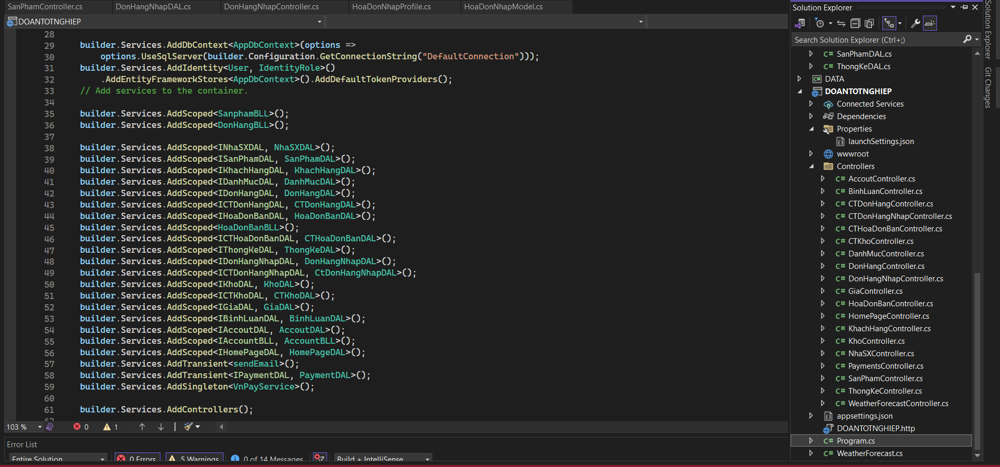 SanPhamController.cs DonHangNhapDAL.cs DonHangNhapController.cs HoaDonNhapProfile.cs HoaDonNhapModel.cs
DOANTOTNGHIEP
28
29 builder.Services.AddDbContext<AppDbContext>(options =>
30 options.UseSqlServer(builder.Configuration.GetConnectionString("DefaultConnection")));
31 builder.Services.AddIdentity<User, IdentityRole>()
32 .AddEntityFrameworkStores<AppDbContext>().AddDefaultTokenProviders();
33 // Add services to the container.
34
35 builder.Services.AddScoped<SanphamBLL>();
36 builder.Services.AddScoped<DonHangBLL>();
37
38 builder.Services.AddScoped<INhaSXDAL, NhaSXDAL>();
39 builder.Services.AddScoped<ISanPhamDAL, SanPhamDAL>();
40 builder.Services.AddScoped<IKhachHangDAL, KhachHangDAL>();
41 builder.Services.AddScoped<IDanhMucDAL, DanhMucDAL>();
42 builder.Services.AddScoped<IDonHangDAL, DonHangDAL>();
43 builder.Services.AddScoped<ICTDonHangDAL, CTDonHangDAL>();
44 builder.Services.AddScoped<IHoaDonBanDAL, HoaDonBanDAL>();
45 builder.Services.AddScoped<HoaDonBanBLL>();
46 builder.Services.AddScoped<ICTHoaDonBanDAL, CTHoaDonBanDAL>();
47 builder.Services.AddScoped<IThongKeDAL, ThongKeDAL>();
48 builder.Services.AddScoped<IDonHangNhapDAL, DonHangNhapDAL>();
49 builder.Services.AddScoped<ICTDonHangNhapDAL, CtDonHangNhapDAL>();
50 builder.Services.AddScoped<IKhoDAL, KhoDAL>();
51 builder.Services.AddScoped<ICTKhoDAL, CTKhoDAL>();
52 builder.Services.AddScoped<IGiaDAL, GiaDAL>();
53 builder.Services.AddScoped<IBinhLuanDAL, BinhLuanDAL>();
54 builder.Services.AddScoped<IAccoutDAL, AccoutDAL>();
55 builder.Services.AddScoped<IAccountBLL, AccountBLL>();
56 builder.Services.AddScoped<IHomePageDAL, HomePageDAL>();
57 builder.Services.AddTransient<sendEmail>();
58 builder.Services.AddTransient<IPaymentDAL, PaymentDAL>();
59 builder.Services.AddSingleton<VnPayService>();
60
61 builder.Services.AddControllers();
62
103 % 0 1
Error List
Entire Solution 0 Errors 5 Warnings 0 of 14 Messages Build + IntelliSense
Solution Explorer
Search Solution Explorer (Ctrl+;)
C# SanPhamDAL.cs
C# ThongKeDAL.cs
C# DATA
DOANTOTNGHIEP
Connected Services
Dependencies
Properties
launchSettings.json
wwwroot
Controllers
C# AccoutController.cs
C# BinhLuanController.cs
C# CTDonHangController.cs
C# CTDonHangNhapController.cs
C# CTHoaDonBanController.cs
C# CTKhoController.cs
C# DanhMucController.cs
C# DonHangController.cs
C# DonHangNhapController.cs
C# GiaController.cs
C# HoaDonBanController.cs
C# HomePageController.cs
C# KhachHangController.cs
C# KhoController.cs
C# NhaSXController.cs
C# PaymentsController.cs
C# SanPhamController.cs
C# ThongKeController.cs
C# WeatherForecastController.cs
appsettings.json
DOANTOTNGHIEP.http
C# Program.cs
C# WeatherForecast.cs
Solution Explorer
Git Changes